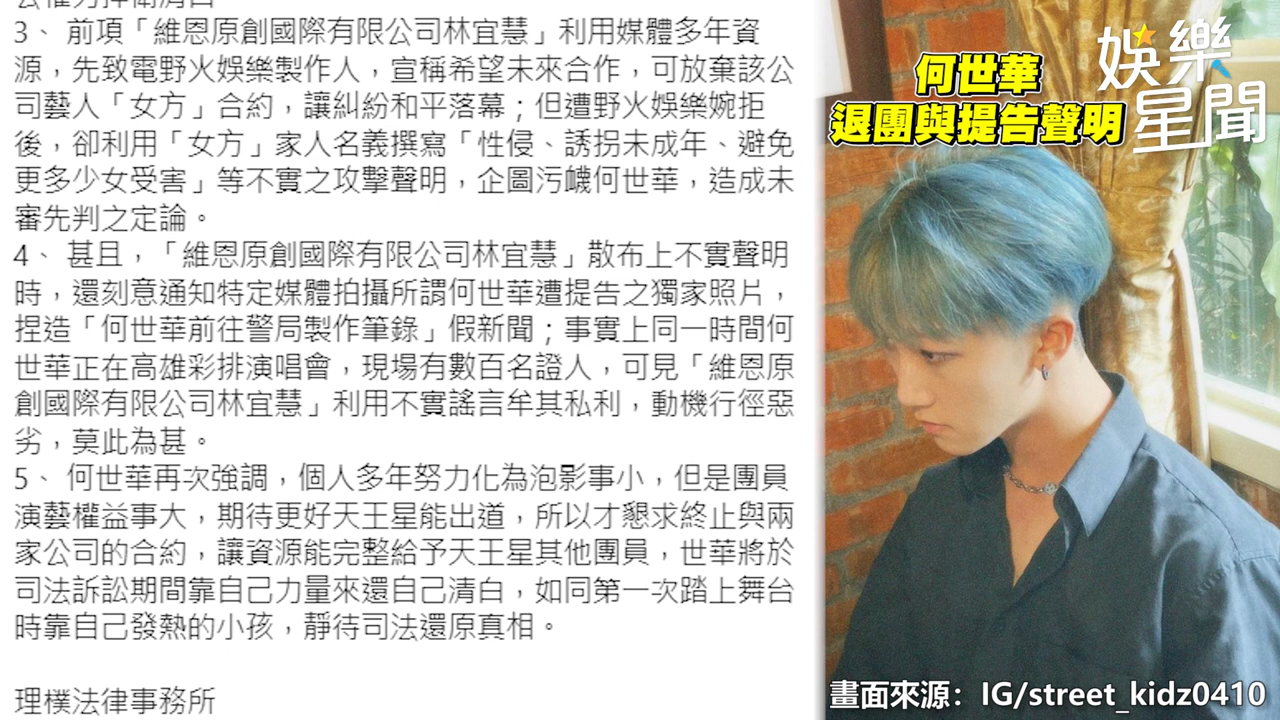 3、 前項「維恩原創國際有限公司林宜慧」利用媒體多年資
源，先致電野火娛樂製作人，宣稱希望未來合作，可放棄該公
司藝人「女方」合約，讓糾紛和平落幕；但遭野火娛樂婉拒
後，卻利用「女方」家人名義撰寫「性侵、誘拐未成年、避免
更多少女受害」等不實之攻擊聲明，企圖污衊何世華，造成未
審先判之定論。
4、 甚且，「維恩原創國際有限公司林宜慧」散布上不實聲明
時，還刻意通知特定媒體拍攝所謂何世華遭提告之獨家照片，
捏造「何世華前往警局製作筆錄」假新聞；事實上同一時間何
世華正在高雄彩排演唱會，現場有數百名證人，可見「維恩原
創國際有限公司林宜慧」利用不實謠言牟其私利，動機行徑惡
劣，莫此為甚。
5、 何世華再次強調，個人多年努力化為泡影事小，但是團員
演藝權益事大，期待更好天王星能出道，所以才懇求終止與兩
家公司的合約，讓資源能完整給予天王星其他團員，世華將於
司法訴訟期間靠自己力量來還自己清白，如同第一次踏上舞台
時靠自己發熱的小孩，靜待司法還原真相。
理樸法律事務所
娛樂
星聞
何世華
退團與提告聲明
畫面來源：IG/street_kidz0410